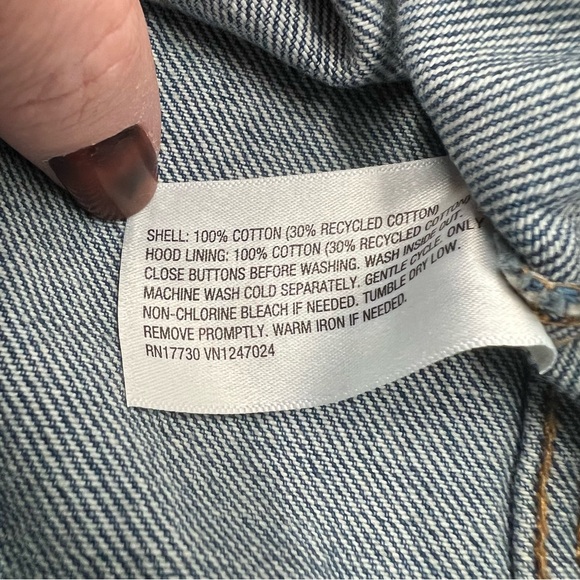 SHELL: 100% COTTON (30% RECYCLED COTTON)
HOOD LINING: 100% COTTON (30% RECYCLED COTTON)
CLOSE BUTTONS BEFORE WASHING. WASH INSIDE OUT.
MACHINE WASH COLD SEPARATELY. GENTLE CYCLE. ONLY
NON-CHLORINE BLEACH IF NEEDED. TUMBLE DRY LOW.
REMOVE PROMPTLY. WARM IRON IF NEEDED.
RN17730 VN1247024